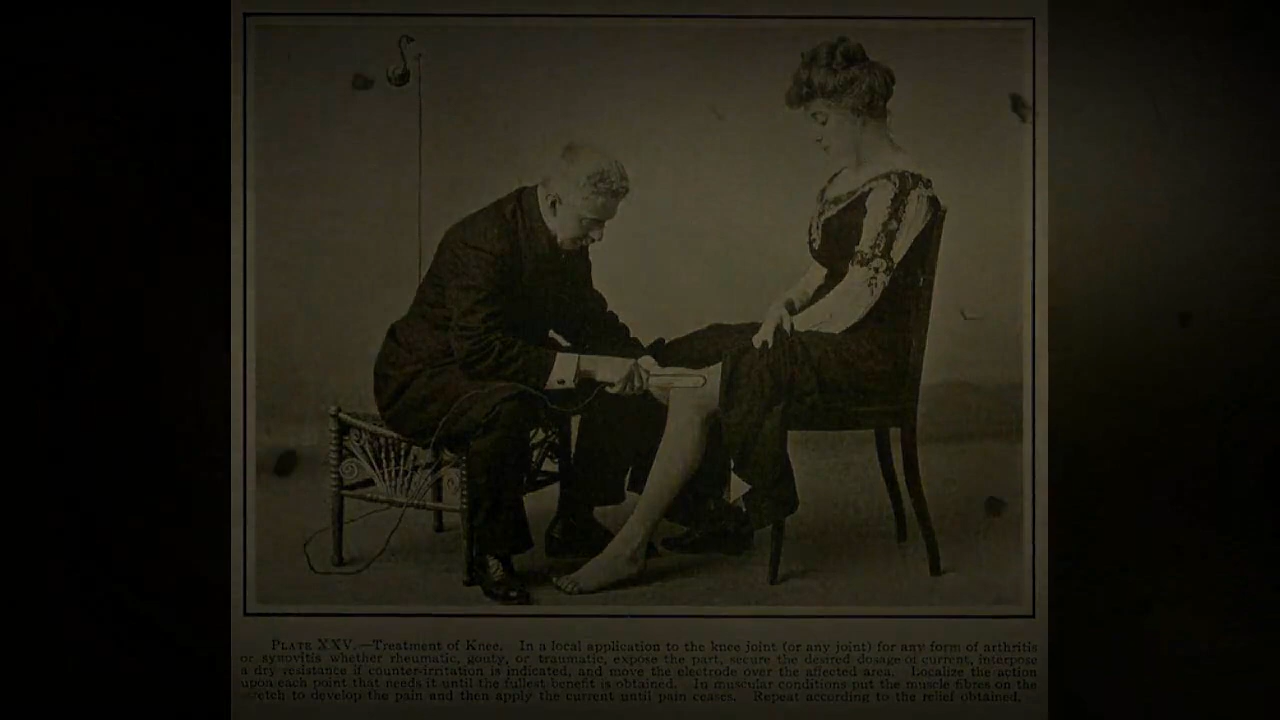 PLATE XXV.—Treatment of Knee. In a local application to the knee joint (or any joint) for any form of arthritis
or synovitis whether rheumatic, gouty, or traumatic, expose the part, secure the desired dosage of current, interpose
a dry resistance if counter-irritation is indicated, and move the electrode over the affected area. Localize the action
upon each point that needs it until the fullest benefit is obtained. In muscular conditions put the muscle fibres on the
stretch to develop the pain and then apply the current until pain ceases. Repeat according to the relief obtained.